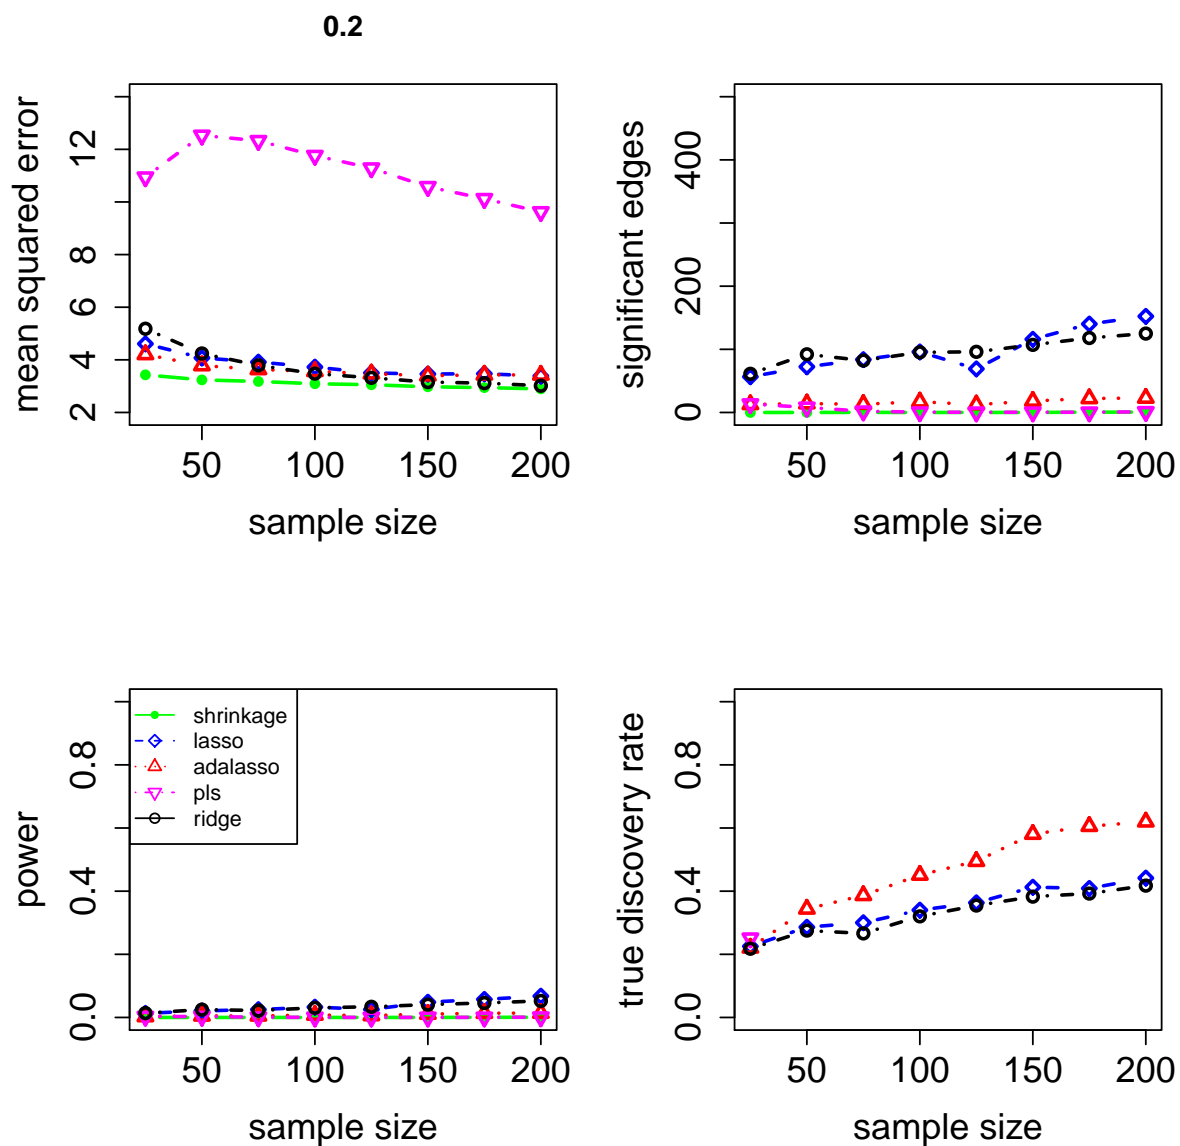 0.2
mean squared error
2 4 6 8 12
50 100 150 200
sample size
significant edges
0 200 400
50 100 150 200
sample size
power
0.0 0.4 0.8
shrinkage
lasso
adalasso
pls
ridge
50 100 150 200
sample size
true discovery rate
0.0 0.4 0.8
50 100 150 200
sample size